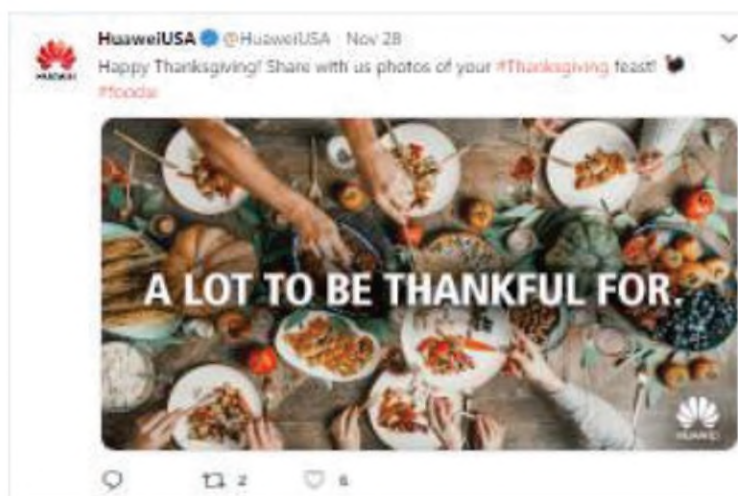 HUAWEI
HuaweiUSA @HuaweiUSA Nov 28
Happy Thanksgiving! Share with us photos of your #Thanksgiving feast!
#foodie
A LOT TO BE THANKFUL FOR.
HUAWEI
2 6